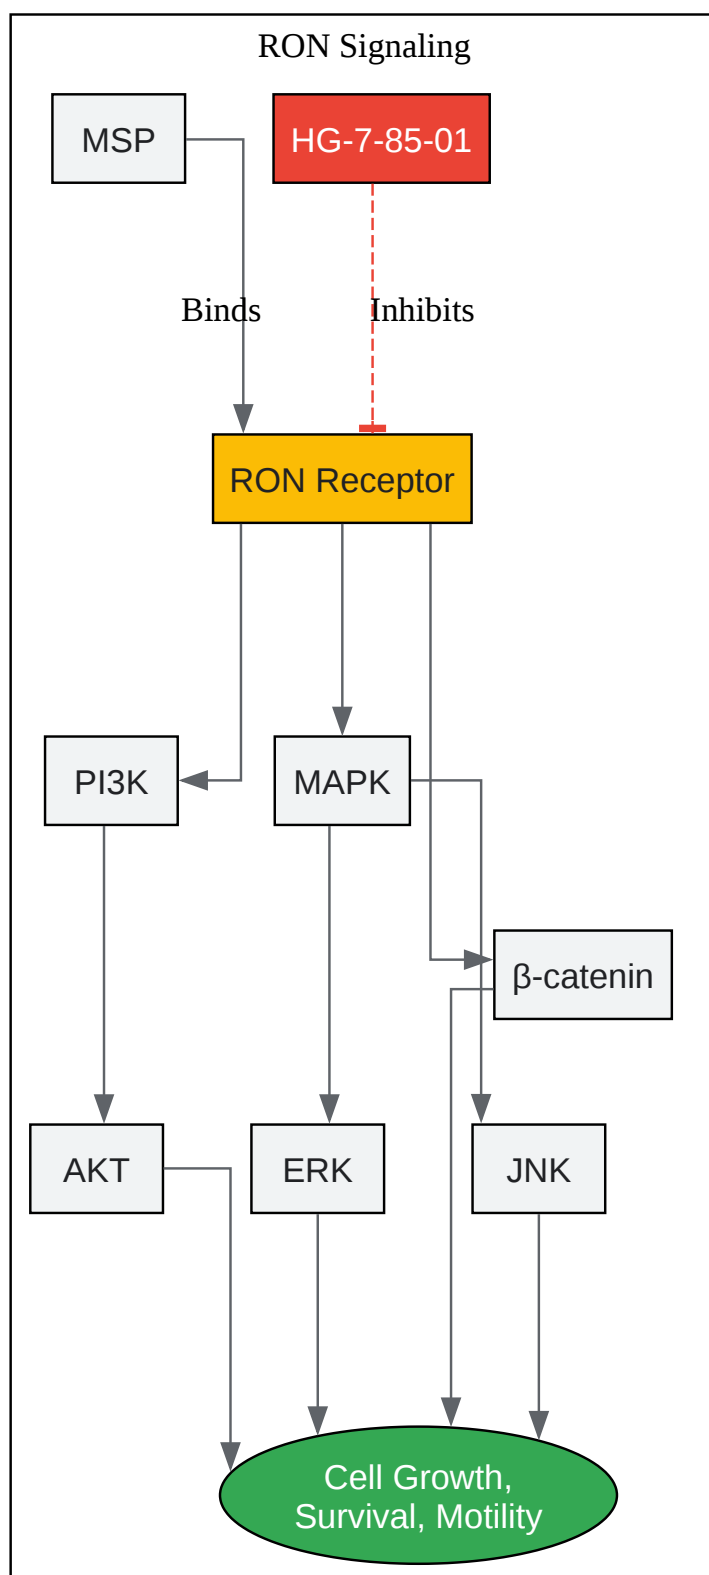 RON Signaling
MSP
HG-7-85-01
Binds
Inhibits
RON Receptor
PI3K
MAPK
β-catenin
AKT
ERK
JNK
Cell Growth,
Survival, Motility